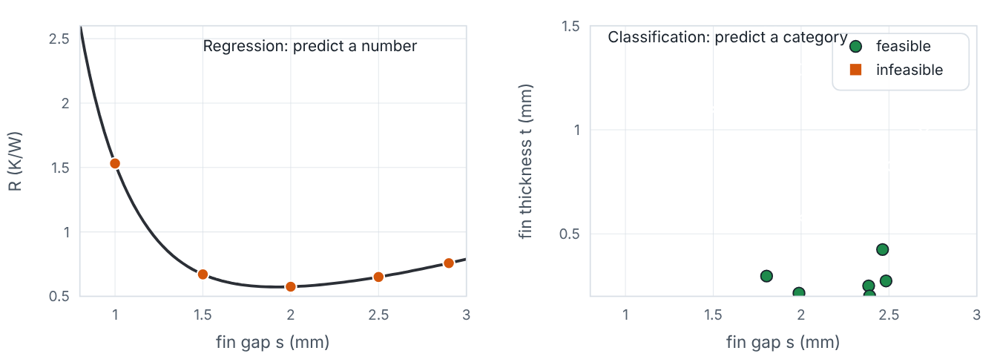 2.5
2
1.5
1
0.5
1
1.5
2
2.5
3
R (K/W)
fin gap s (mm)
Regression: predict a number
1.5
1
0.5
1
1.5
2
2.5
3
fin thickness t (mm)
fin gap s (mm)
Classification: predict a category
feasible
infeasible